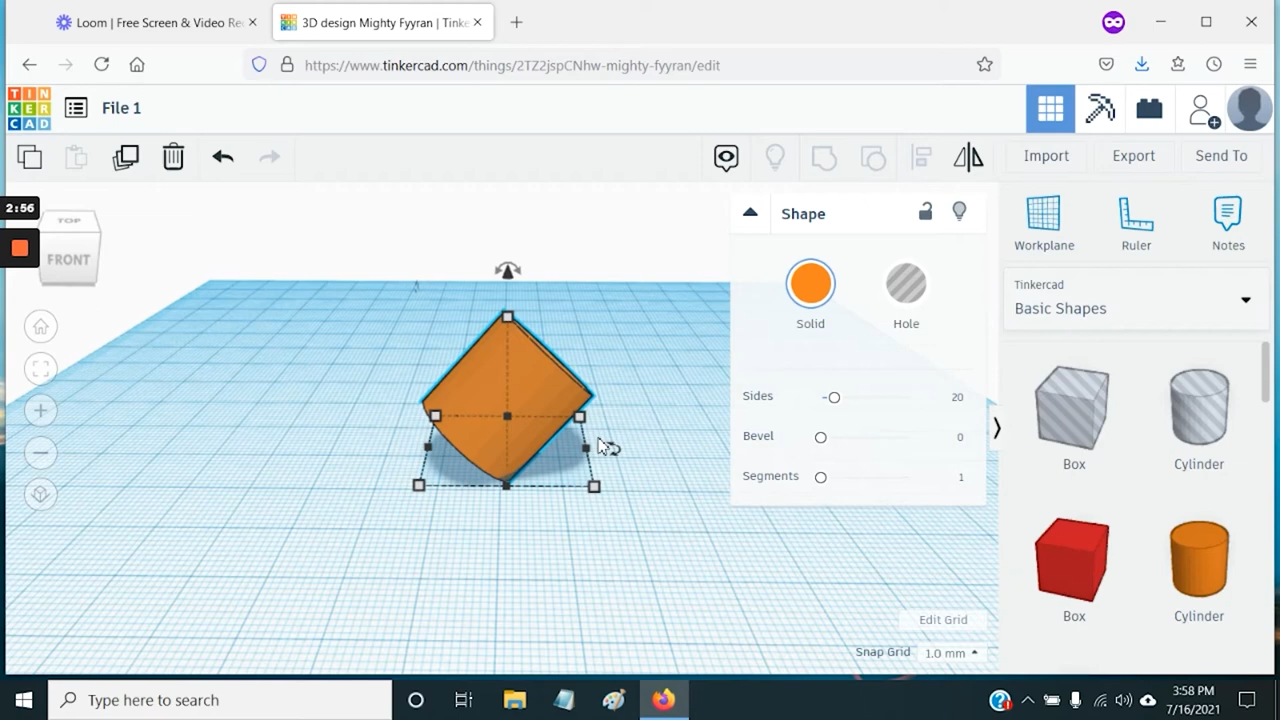 Loom | Free Screen & Video Re
3D design Mighty Fyyran | Tink
https://www.tinkercad.com/things/2TZ2jspCNhw-mighty-fyyran/edit
TIN
KER
CAD
File 1
Import
Export
Send To
2:56
TOP
FRONT
Shape
Solid
Hole
Sides
20
Bevel
0
Segments
1
Workplane
Ruler
Notes
Tinkercad
Basic Shapes
Box
Cylinder
Box
Cylinder
Edit Grid
Snap Grid
1.0 mm
Type here to search
3:58 PM
7/16/2021